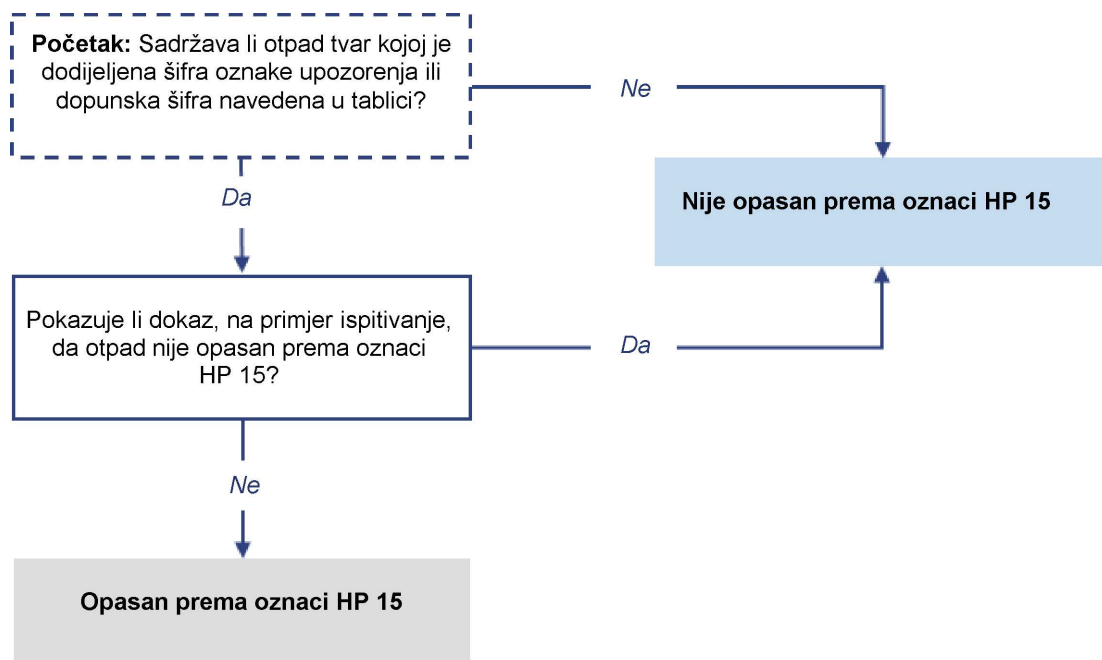 Početak: Sadržava li otpad tvar kojoj je
dodijeljena šifra oznake upozorenja ili
dopunska šifra navedena u tablici?
Ne
Nije opasan prema oznaci HP 15
Da
Pokazuje li dokaz, na primjer ispitivanje,
da otpad nije opasan prema oznaci
HP 15?
Da
Ne
Opasan prema oznaci HP 15